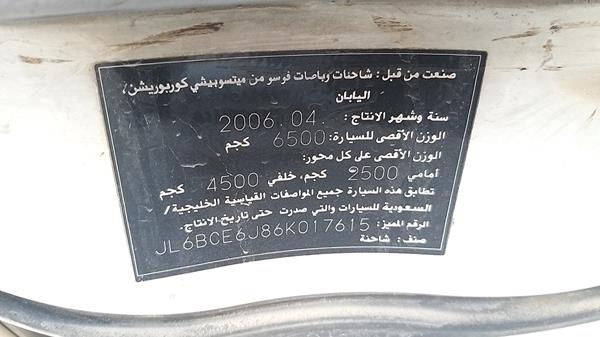 صنعت من قبل: شاحنات وباصات فوسو من ميتسوبيشي كوربوريشن،
اليابان
سنة وشهر الانتاج: 2006.04.
الوزن الأقصى للسيارة: 6500 كجم
الوزن الأقصى على كل محور:
أمامي 2500 كجم، خلفي 4500 كجم
تطابق هذه السيارة جميع المواصفات القياسية الخليجية/
السعودية للسيارات والتي صدرت حتى تاريخ الانتاج.
الرقم المميز: JL6BCE6J86K017615
صنف: شاحنة